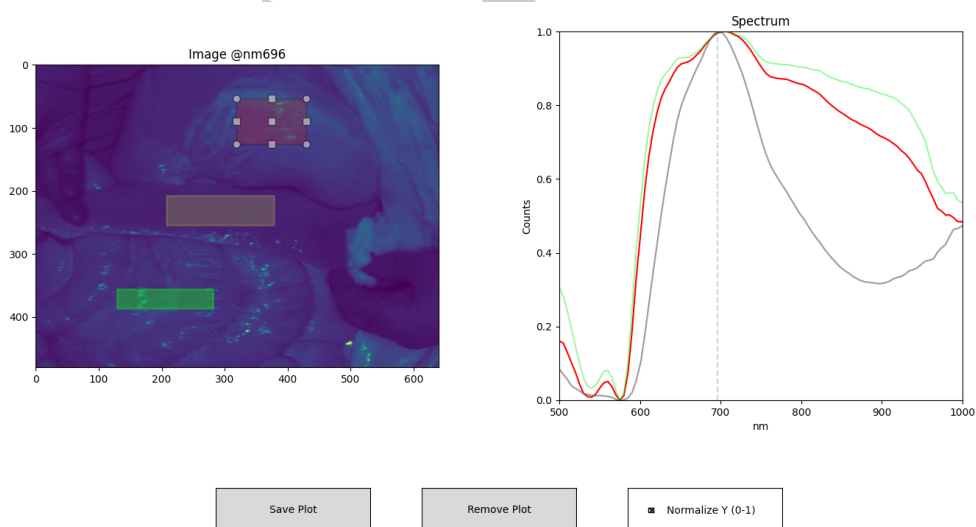 Image @nm696
0
100
200
300
400
0 100 200 300 400 500 600
Spectrum
1.0
0.8
0.6
0.4
0.2
0.0
Counts
500 600 700 800 900 1000
nm
Save Plot
Remove Plot
Normalize Y (0-1)